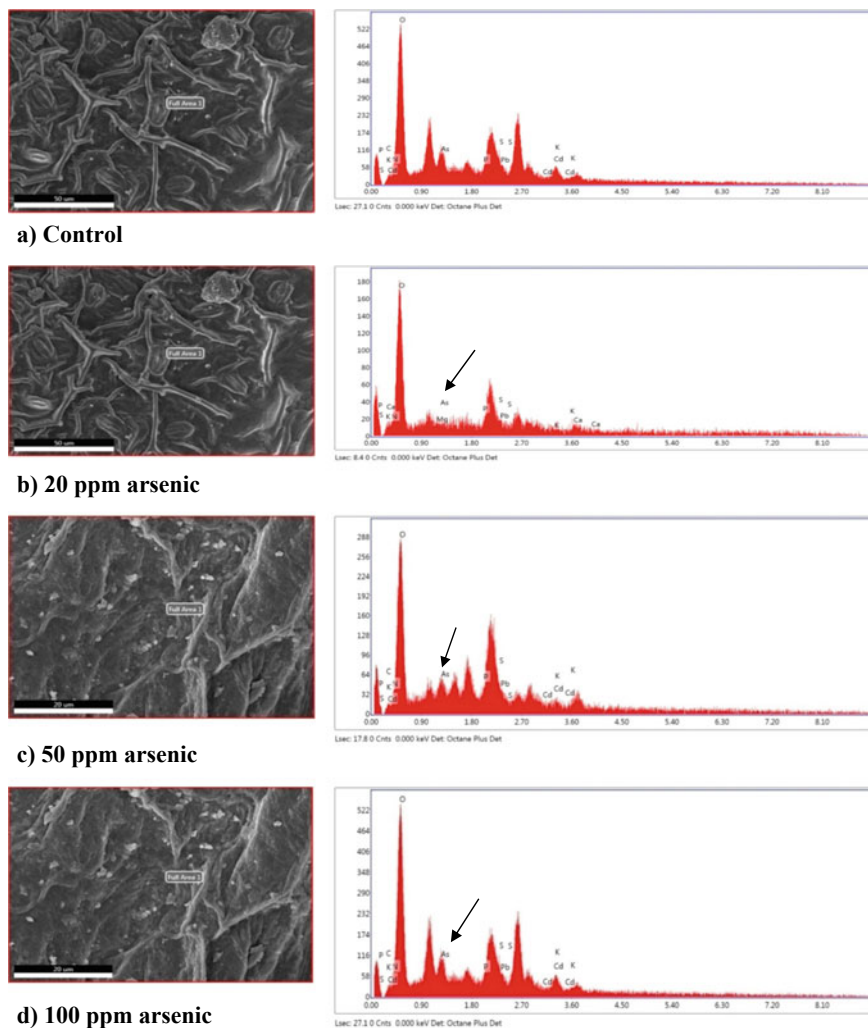 Full Area 1
50 um
O
522
464
406
348
290
232
174
116
58
0
P C
K
S
As
S S
P Pb
K
Cd K
Cd Cd
0.00 0.90 1.80 2.70 3.60 4.50 5.40 6.30 7.20 8.10
Lsec: 27.1 0 Cnts 0.000 keV Det: Octane Plus Det
a) Control
Full Area 1
50 um
O
180
160
140
120
100
80
60
40
20
0
P Ca
S K
As
Mg
S
P Pb S
K
K Ca Ca
0.00 0.90 1.80 2.70 3.60 4.50 5.40 6.30 7.20 8.10
Lsec: 8.4 0 Cnts 0.000 keV Det: Octane Plus Det
b) 20 ppm arsenic
Full Area 1
20 um
O
288
256
224
192
160
128
96
64
32
0
C
P K
S
As
S
P Pb S
K K
Cd Cd Cd
0.00 0.90 1.80 2.70 3.60 4.50 5.40 6.30 7.20 8.10
Lsec: 17.8 0 Cnts 0.000 keV Det: Octane Plus Det
c) 50 ppm arsenic
Full Area 1
20 um
O
522
464
406
348
290
232
174
116
58
0
P C
K
S
As
S S
P Pb
K
Cd K
Cd Cd
0.00 0.90 1.80 2.70 3.60 4.50 5.40 6.30 7.20 8.10
Lsec: 27.1 0 Cnts 0.000 keV Det: Octane Plus Det
d) 100 ppm arsenic